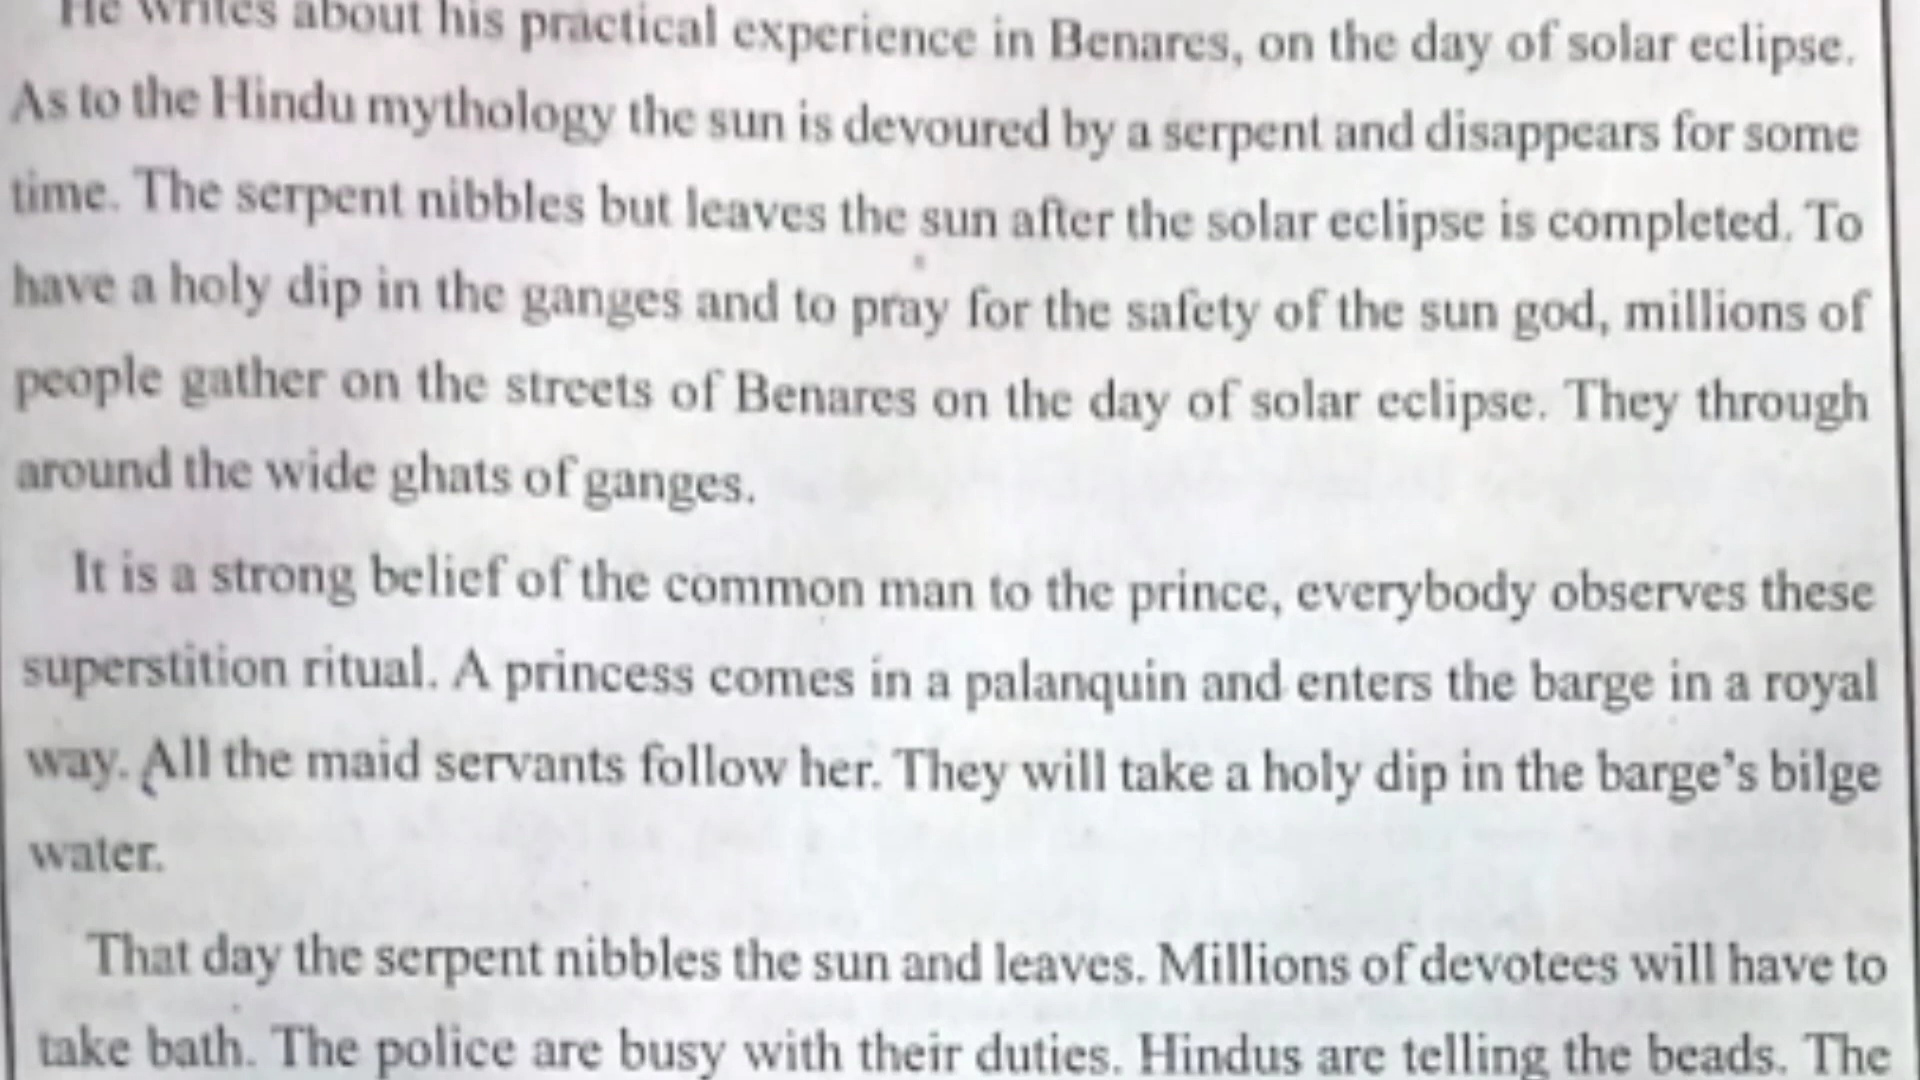 He writes about his practical experience in Benares, on the day of solar eclipse.
As to the Hindu mythology the sun is devoured by a serpent and disappears for some
time. The serpent nibbles but leaves the sun after the solar eclipse is completed. To
have a holy dip in the ganges and to pray for the safety of the sun god, millions of
people gather on the streets of Benares on the day of solar eclipse. They through
around the wide ghats of ganges.
It is a strong belief of the common man to the prince, everybody observes these
superstition ritual. A princess comes in a palanquin and enters the barge in a royal
way. All the maid servants follow her. They will take a holy dip in the barge's bilge
water.
That day the serpent nibbles the sun and leaves. Millions of devotees will have to
take bath. The police are busy with their duties. Hindus are telling the beads. The